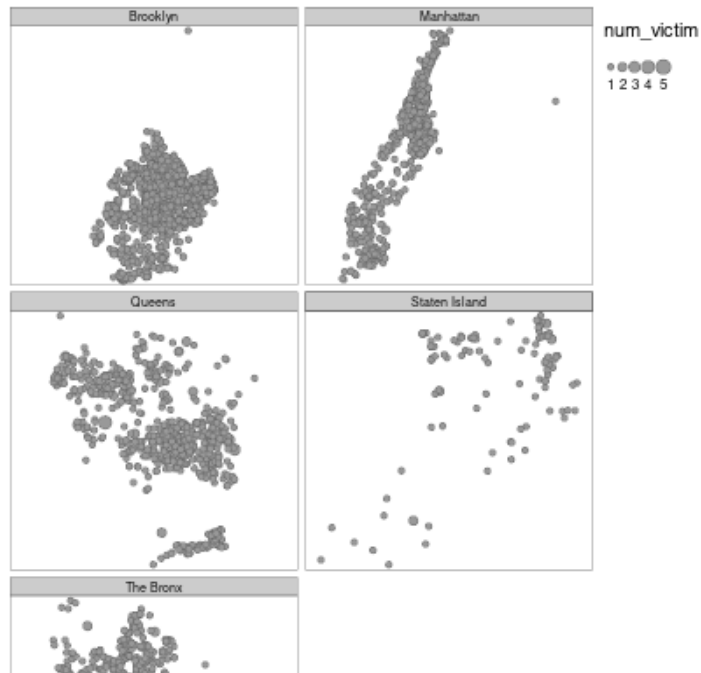 Brooklyn
Manhattan
num_victim
1 2 3 4 5
Queens
Staten Island
The Bronx